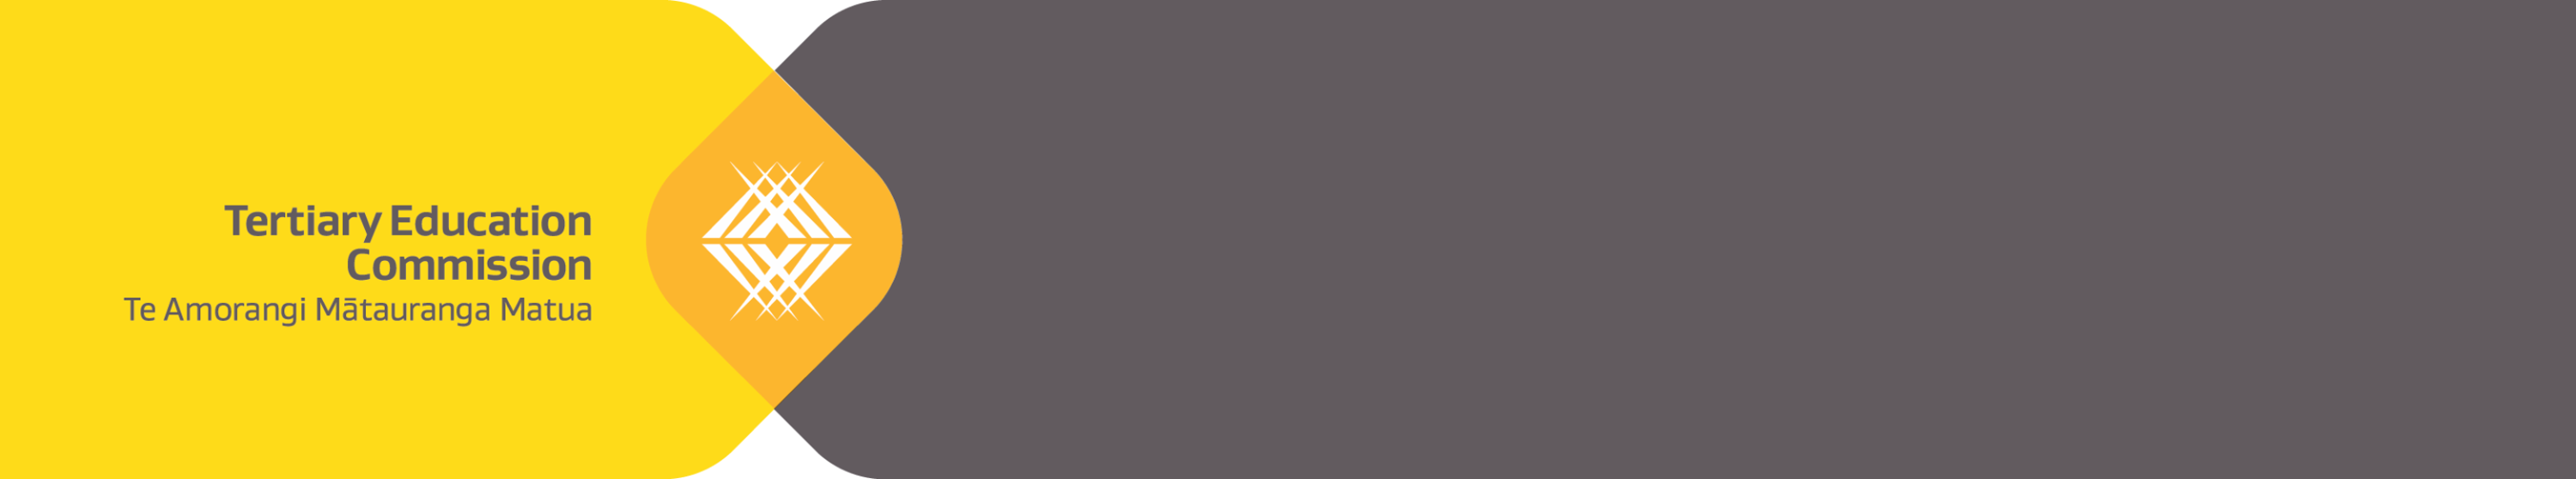 Tertiary Education
Commission
Te Amorangi Mātauranga Matua